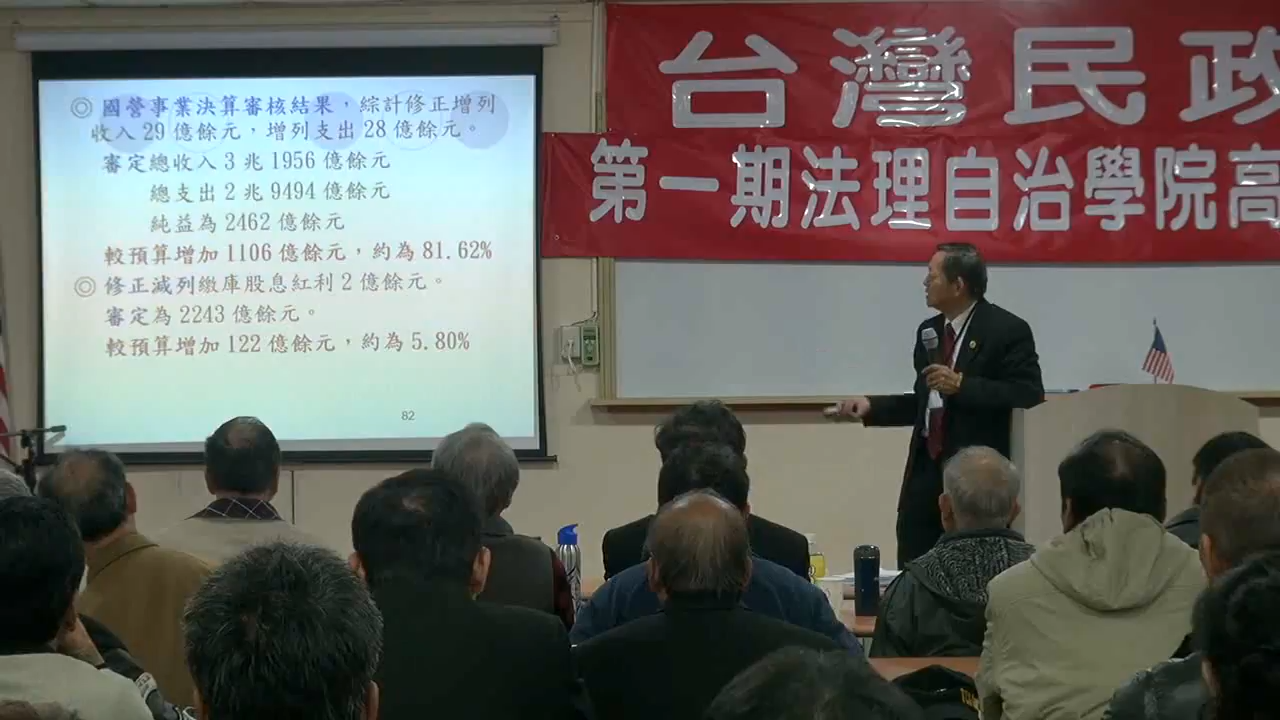 ◎ 國營事業決算審核結果，綜計修正增列
收入 29 億餘元，增列支出 28 億餘元。
審定總收入 3 兆 1956 億餘元
總支出 2 兆 9494 億餘元
純益為 2462 億餘元
較預算增加 1106 億餘元，約為 81.62%
◎ 修正減列繳庫股息紅利 2 億餘元。
審定為 2243 億餘元。
較預算增加 122 億餘元，約為 5.80%
82
台灣民政
第一期法理自治學院高